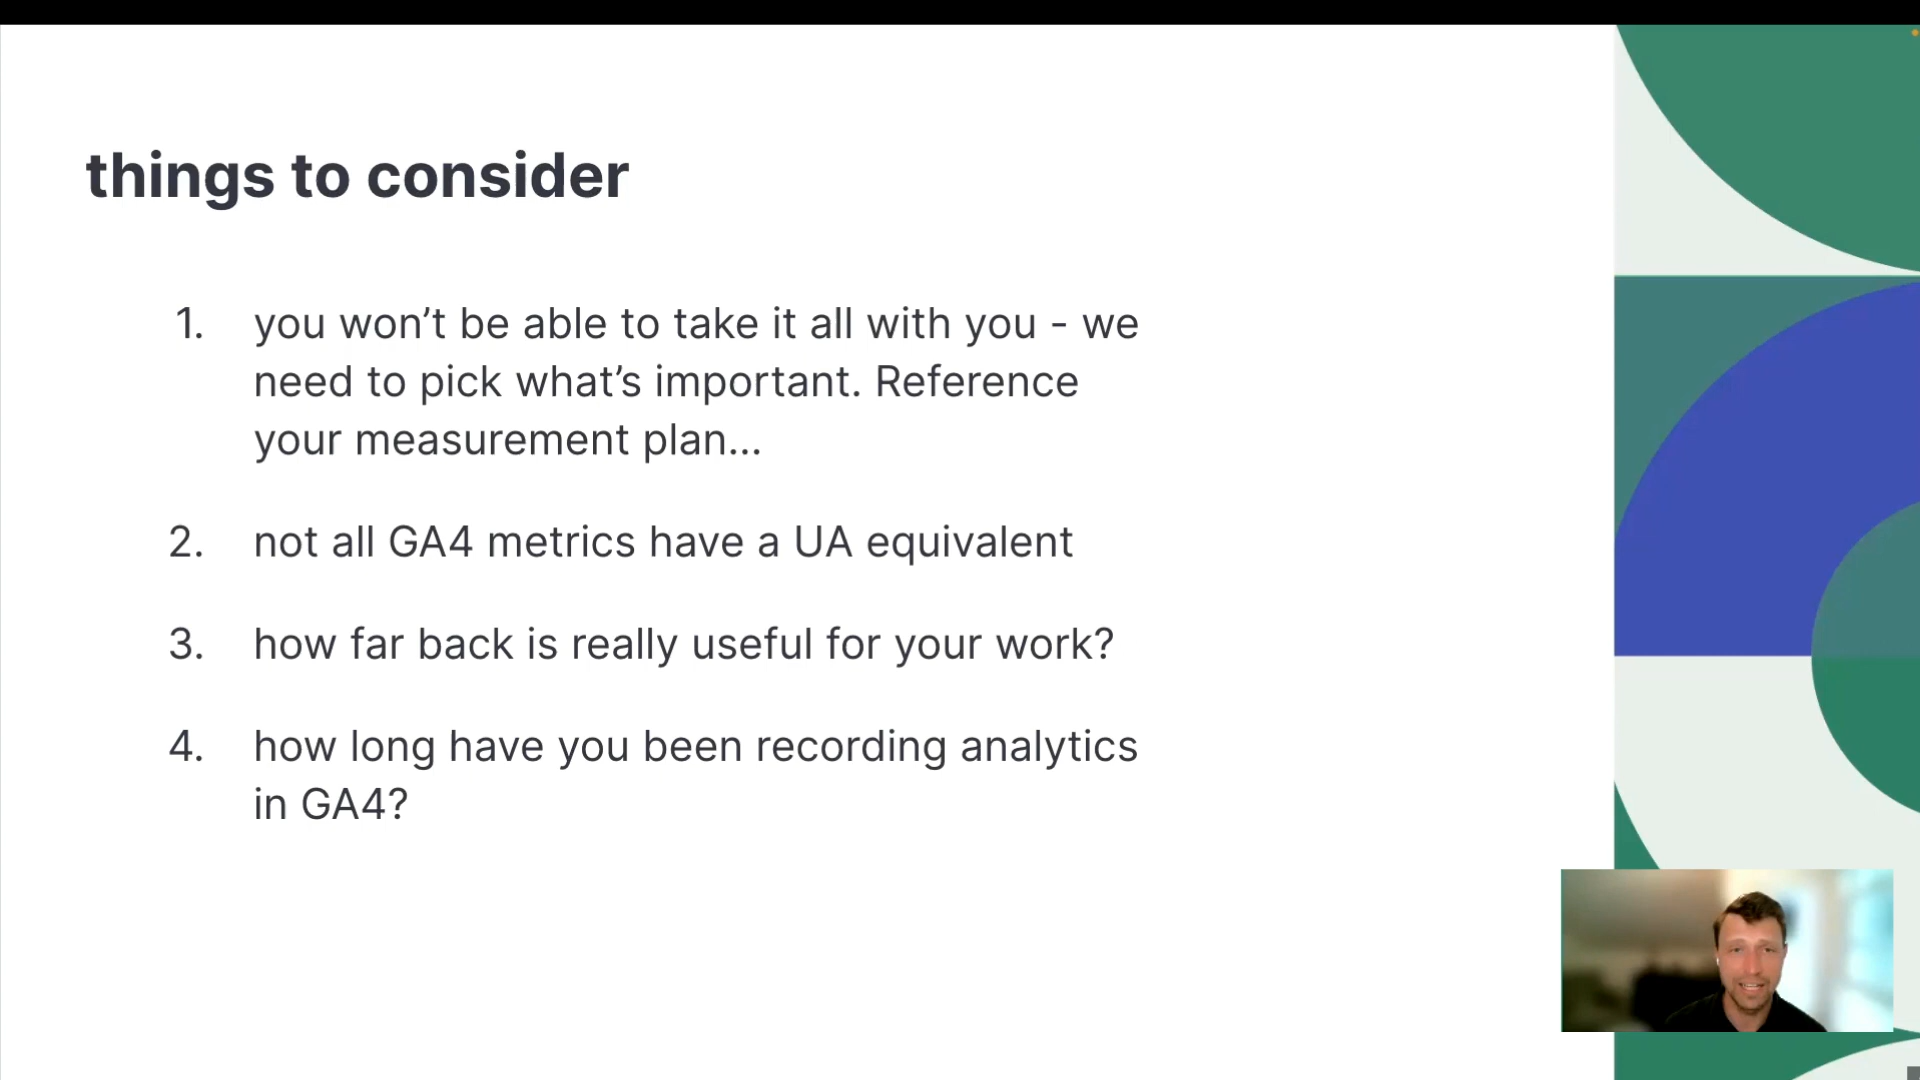 things to consider
1. you won’t be able to take it all with you - we
need to pick what’s important. Reference
your measurement plan...
2. not all GA4 metrics have a UA equivalent
3. how far back is really useful for your work?
4. how long have you been recording analytics
in GA4?